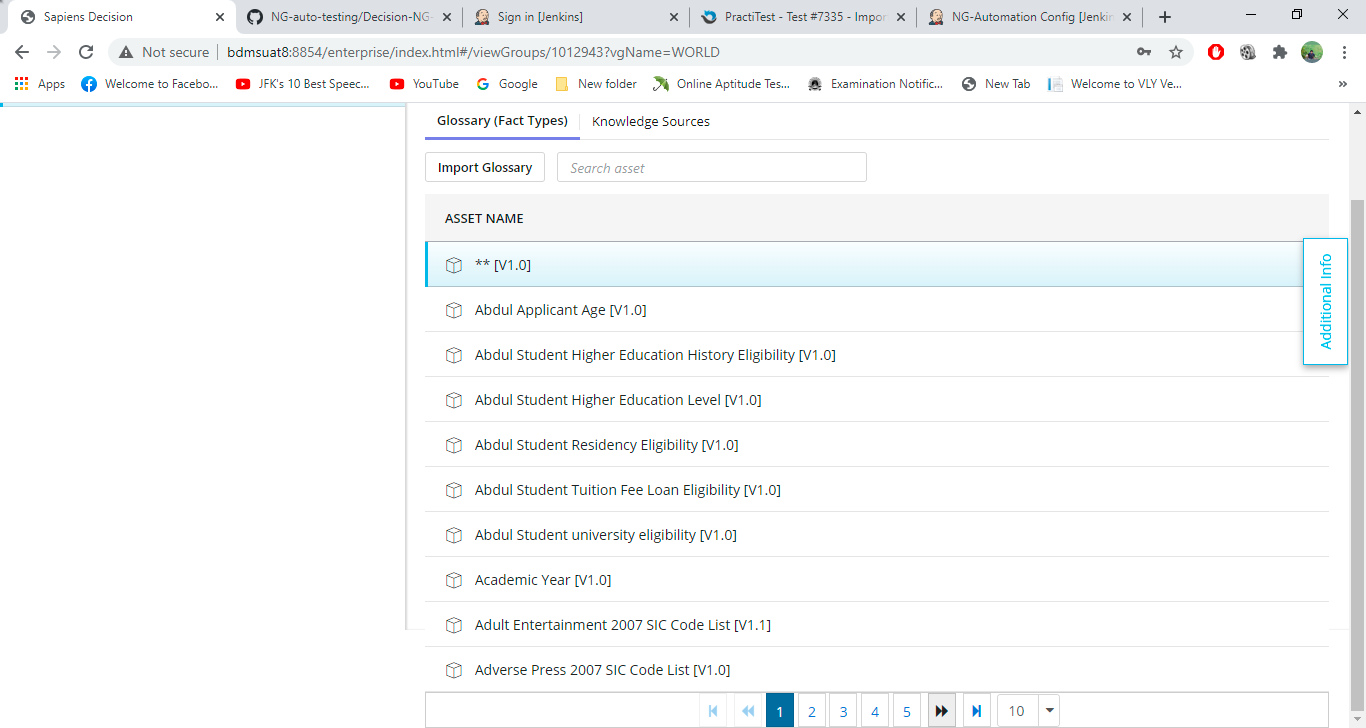 Sapiens Decision
NG-auto-testing/Decision-NG-
Sign in [Jenkins]
PractiTest - Test #7335 - Impor
NG-Automation Config [Jenkin
Not secure
bdmsuat8:8854/enterprise/index.html#/viewGroups/1012943?vgName=WORLD
Apps
Welcome to Facebo...
JFK's 10 Best Speec...
YouTube
Google
New folder
Online Aptitude Tes...
Examination Notific...
New Tab
Welcome to VLY Ve...
»
Glossary (Fact Types)
Knowledge Sources
Import Glossary
Search asset
ASSET NAME
** [V1.0]
Abdul Applicant Age [V1.0]
Abdul Student Higher Education History Eligibility [V1.0]
Abdul Student Higher Education Level [V1.0]
Abdul Student Residency Eligibility [V1.0]
Abdul Student Tuition Fee Loan Eligibility [V1.0]
Abdul Student university eligibility [V1.0]
Academic Year [V1.0]
Adult Entertainment 2007 SIC Code List [V1.1]
Adverse Press 2007 SIC Code List [V1.0]
Additional Info
1 2 3 4 5 10